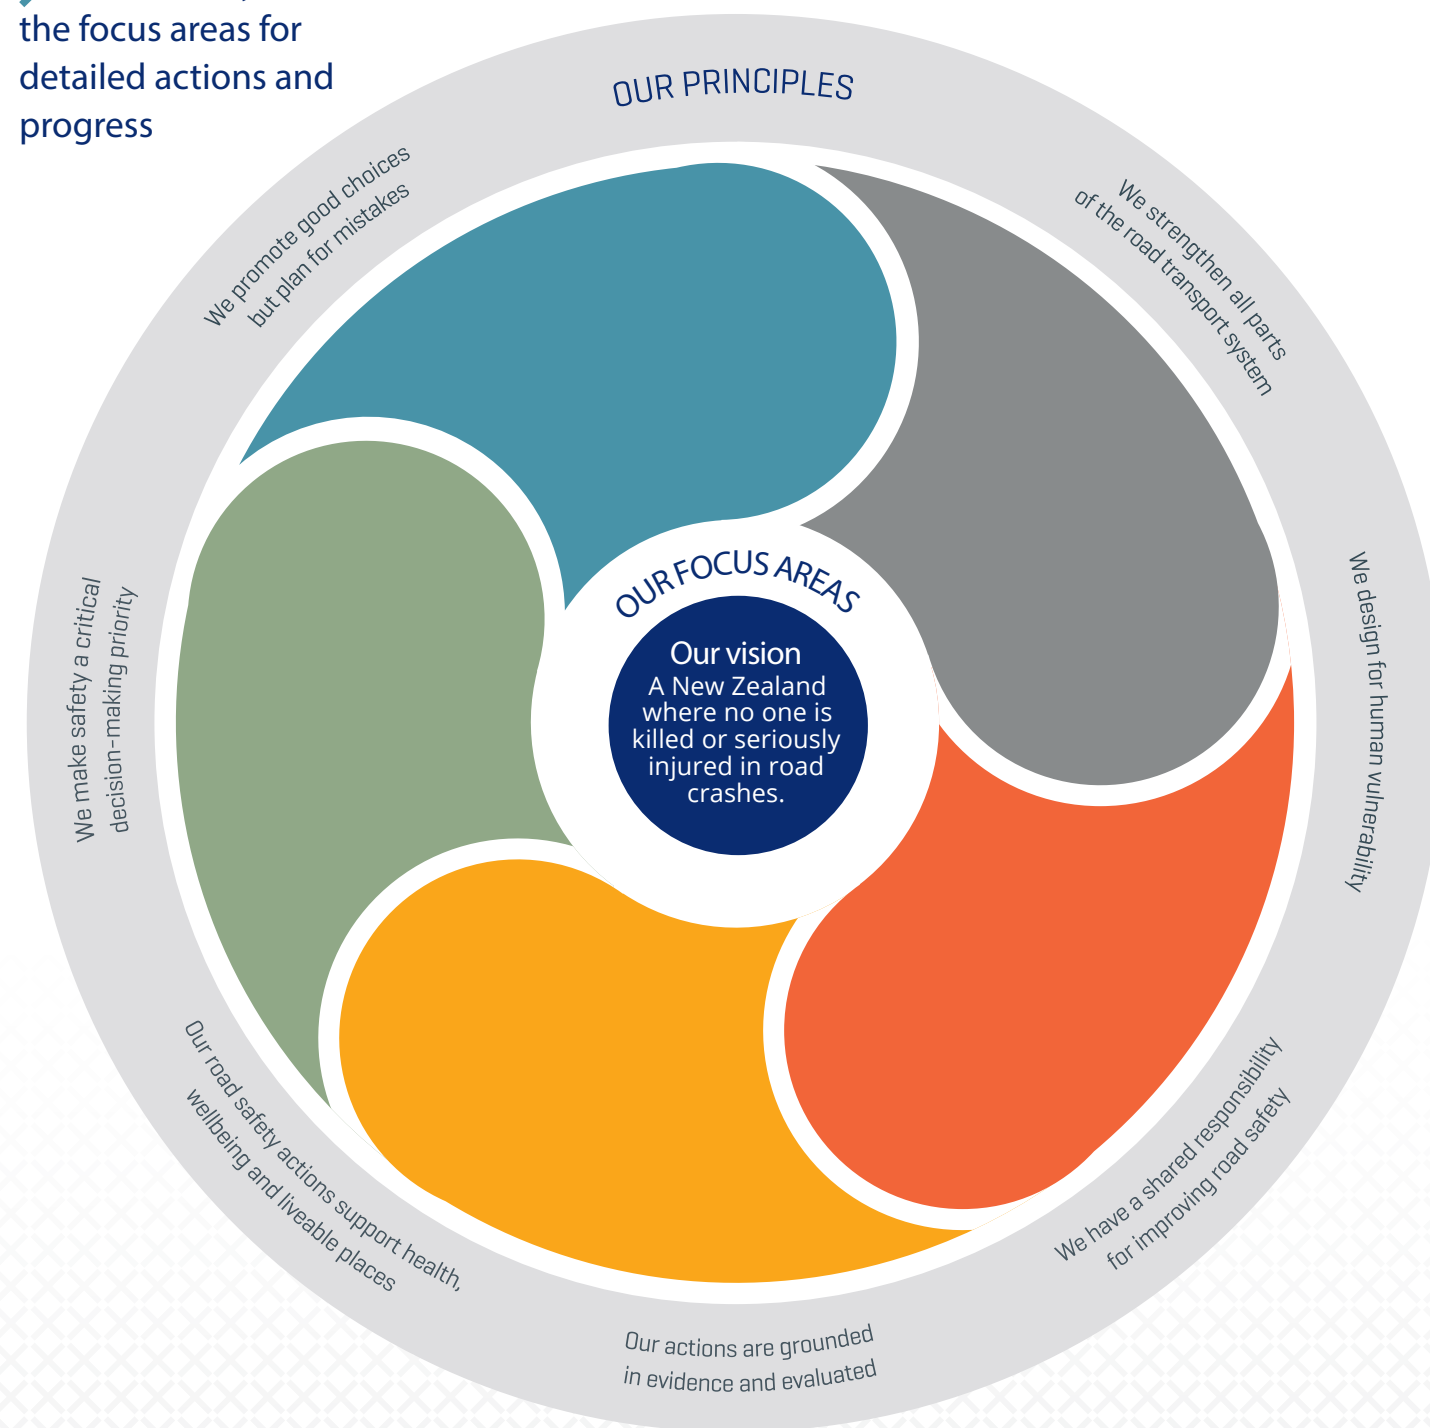 the focus areas for
detailed actions and
progress
OUR PRINCIPLES
We promote good choices
but plan for mistakes
We strengthen all parts
of the road transport system
We design for human vulnerability
We have a shared responsibility
for improving road safety
Our actions are grounded
in evidence and evaluated
Our road safety actions support health,
wellbeing and liveable places
We make safety a critical
decision-making priority
OUR FOCUS AREAS
Our vision
A New Zealand
where no one is
killed or seriously
injured in road
crashes.